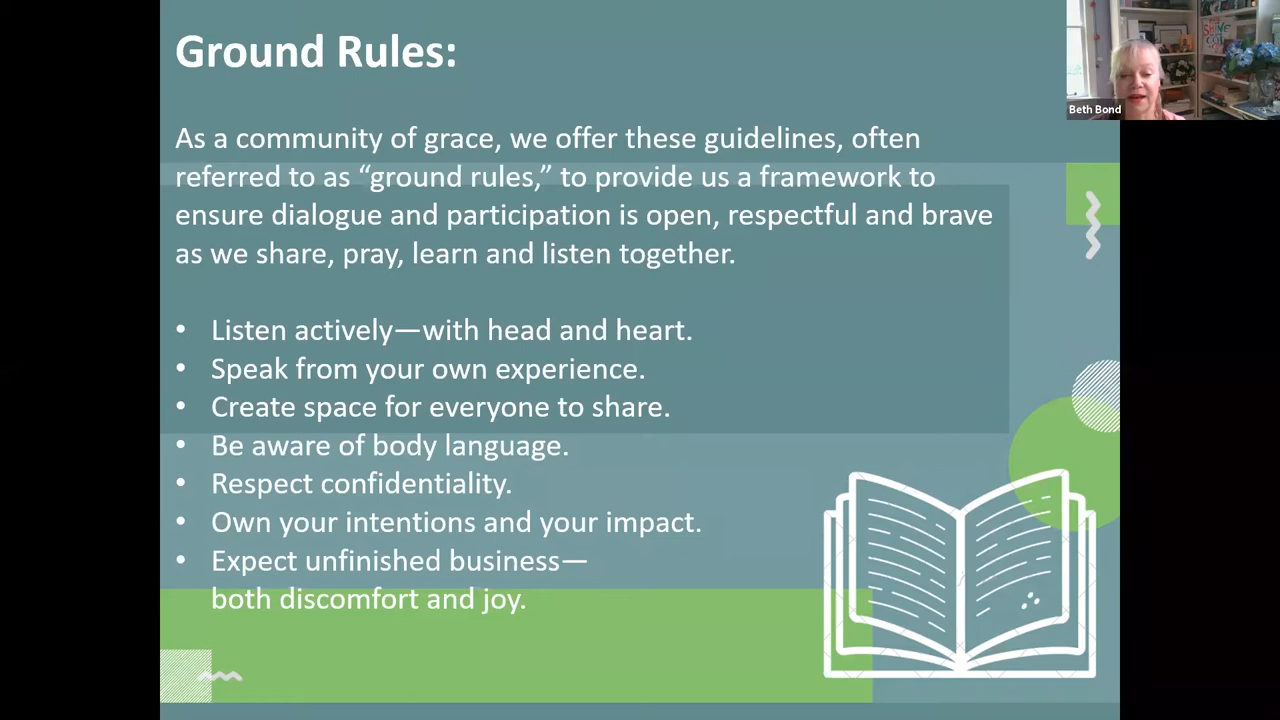 Ground Rules:
As a community of grace, we offer these guidelines, often
referred to as “ground rules,” to provide us a framework to
ensure dialogue and participation is open, respectful and brave
as we share, pray, learn and listen together.
• Listen actively—with head and heart.
• Speak from your own experience.
• Create space for everyone to share.
• Be aware of body language.
• Respect confidentiality.
• Own your intentions and your impact.
• Expect unfinished business—
both discomfort and joy.
Beth Bond